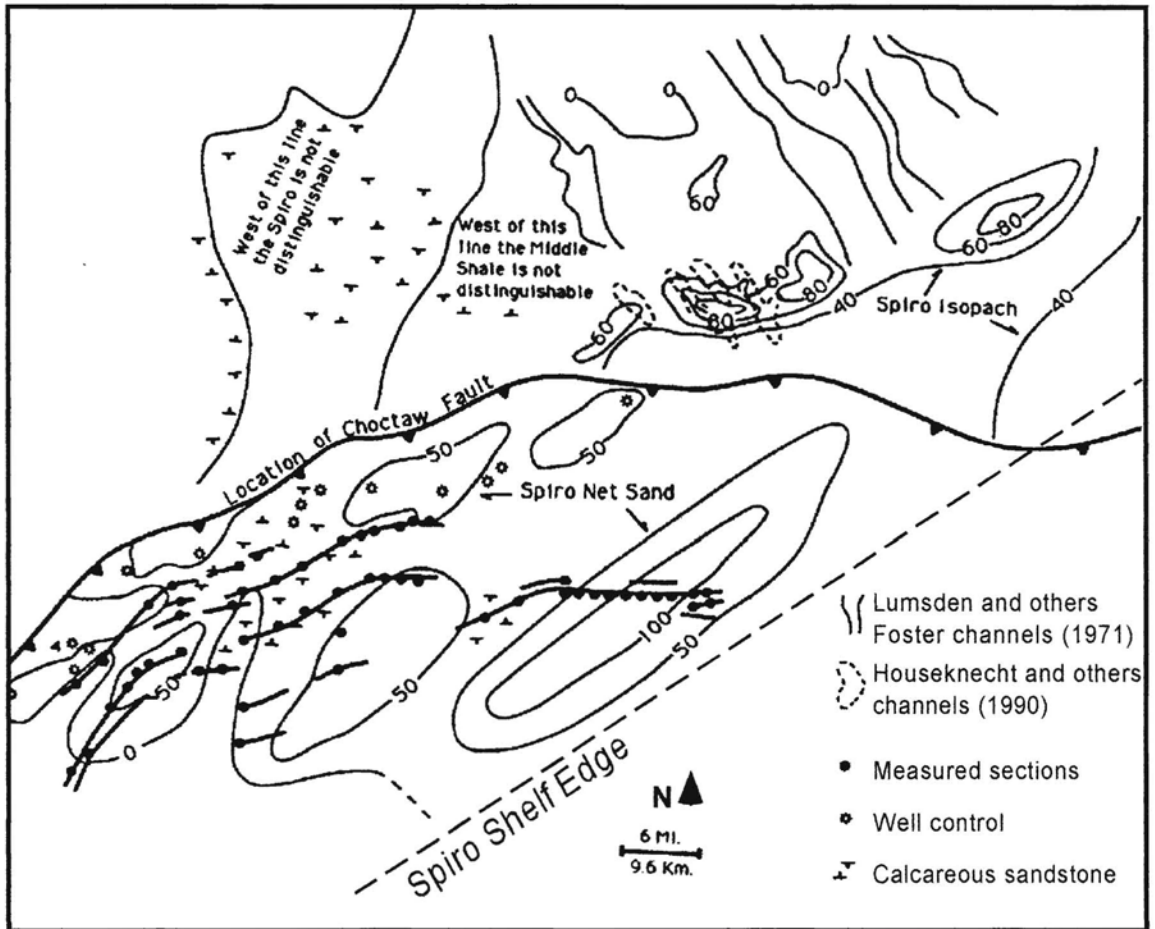 0
0
0
West of this line
the Spiro is not
distinguishable
West of this
line the Middle
Shale is not
distinguishable
60
60
80
60
80
60
80
40
Spiro Isopach
40
60
Location of Choctaw Fault
50
50
Spiro Net Sand
100
50
50
50
0
Spiro Shelf Edge
N
6 MI.
9.6 Km.
Lumsden and others
Foster channels (1971)
Houseknecht and others
channels (1990)
Measured sections
Well control
Calcareous sandstone